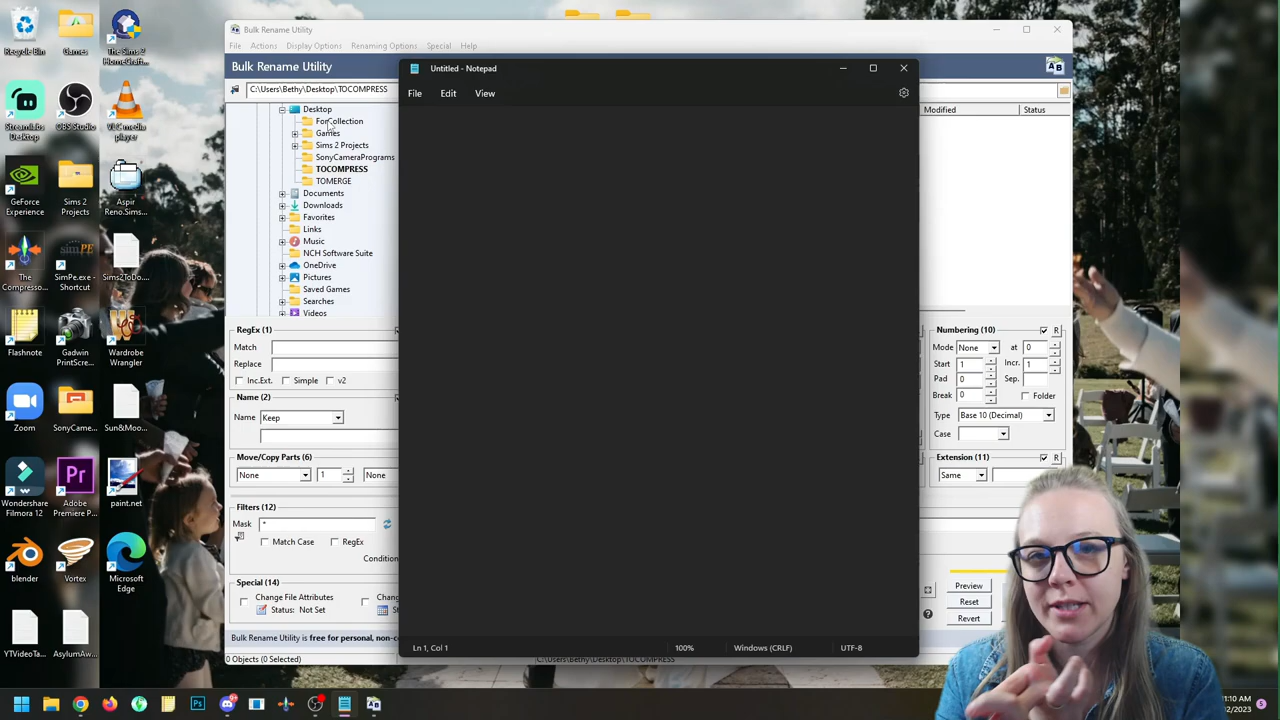 Recycle Bin
Games
The Sims 2 HomeCraft...
Streamlabs Desktop
OBS Studio
VLC media player
GeForce Experience
Sims 2 Projects
Aspir Reno.Sims...
The Compresso...
SimPe.exe - Shortcut
Sims2ToDo....
Flashnote
Gadwin PrintScre...
Wardrobe Wrangler
Zoom
SonyCame...
Sun&Moo...
Wondershare Filmora 12
Adobe Premiere P...
paint.net
blender
Vortex
Microsoft Edge
YTVideoTa...
AsylumAw...
Bulk Rename Utility
File Actions Display Options Renaming Options Special Help
Bulk Rename Utility
C:\Users\Bethy\Desktop\TOCOMPRESS
Desktop
ForCollection
Games
Sims 2 Projects
SonyCameraPrograms
TOCOMPRESS
TOMERGE
Documents
Downloads
Favorites
Links
Music
NCH Software Suite
OneDrive
Pictures
Saved Games
Searches
Videos
Modified Status
Untitled - Notepad
File Edit View
Ln 1, Col 1 100% Windows (CRLF) UTF-8
RegEx (1)
Match
Replace
Inc.Ext. Simple v2
Name (2)
Name Keep
Move/Copy Parts (6)
None 1 None
Filters (12)
Mask *
Match Case RegEx
Condition
Special (14)
Change File Attributes
Status: Not Set
Numbering (10) R
Mode None at 0
Start 1 Incr. 1
Pad 0 Sep.
Break 0 Folder
Type Base 10 (Decimal)
Case
Extension (11) R
Same
Preview
Reset
Revert
Bulk Rename Utility is free for personal, non-co
0 Objects (0 Selected)
C:\Users\Bethy\Desktop\TOCOMPRESS
:10 AM
/2023
5